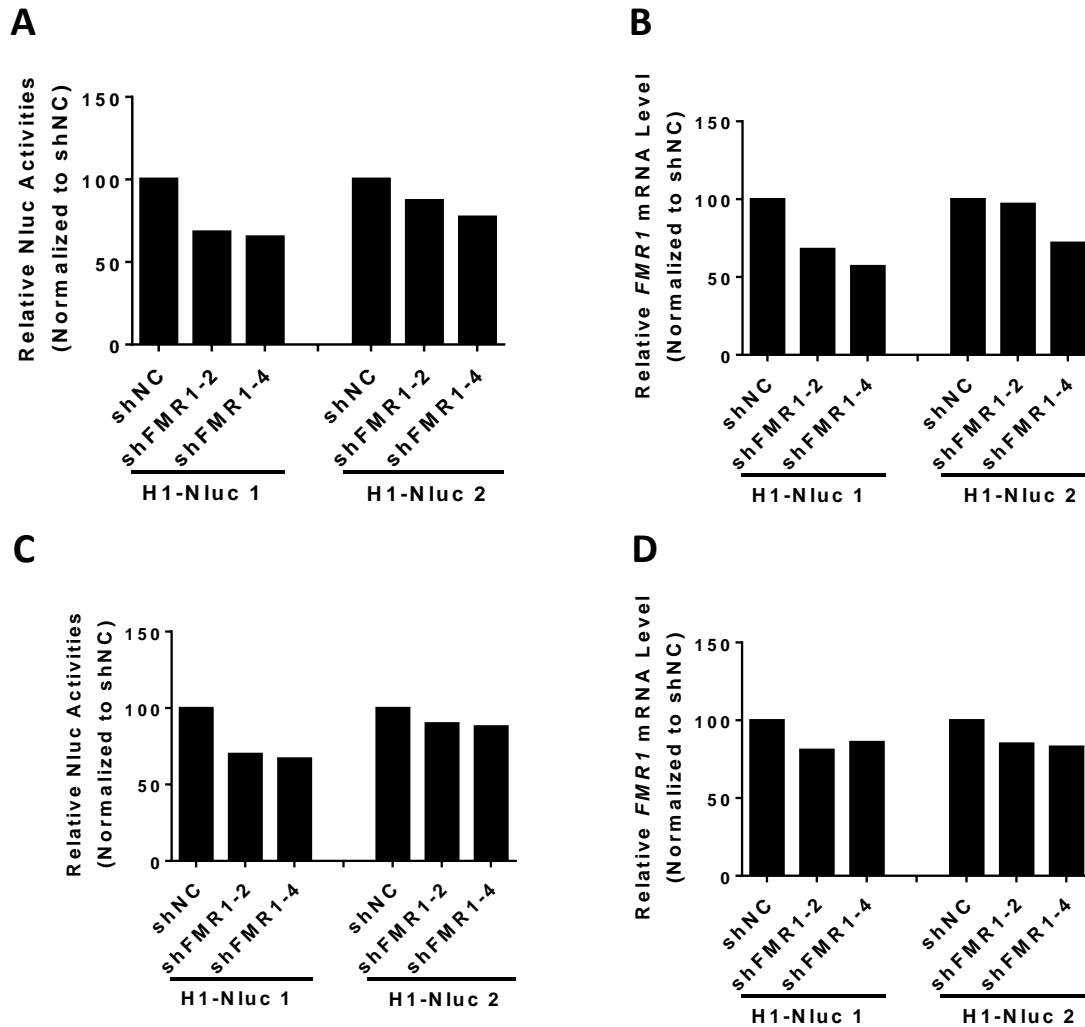 A
Relative Nluc Activities
(Normalized to shNC)
150
100
50
0
shNC
shFMR1-2
shFMR1-4
shNC
shFMR1-2
shFMR1-4
H1-Nluc 1
H1-Nluc 2
B
Relative FMR1 mRNA Level
(Normalized to shNC)
150
100
50
0
shNC
shFMR1-2
shFMR1-4
shNC
shFMR1-2
shFMR1-4
H1-Nluc 1
H1-Nluc 2
C
Relative Nluc Activities
(Normalized to shNC)
150
100
50
0
shNC
shFMR1-2
shFMR1-4
shNC
shFMR1-2
shFMR1-4
H1-Nluc 1
H1-Nluc 2
D
Relative FMR1 mRNA Level
(Normalized to shNC)
150
100
50
0
shNC
shFMR1-2
shFMR1-4
shNC
shFMR1-2
shFMR1-4
H1-Nluc 1
H1-Nluc 2